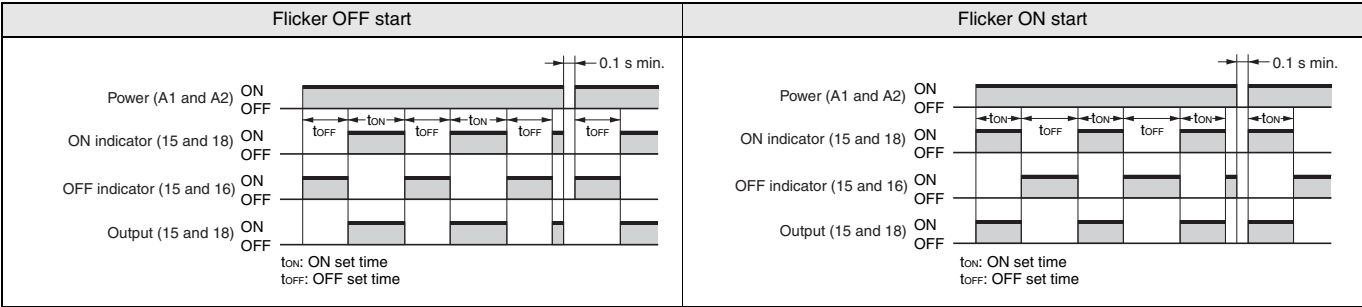 Flicker OFF start
0.1 s min.
Power (A1 and A2) ON
OFF
tOFF tON tOFF tON tOFF tOFF
ON indicator (15 and 18) ON
OFF
OFF indicator (15 and 16) ON
OFF
Output (15 and 18) ON
OFF
tON: ON set time
tOFF: OFF set time
Flicker ON start
0.1 s min.
Power (A1 and A2) ON
OFF
tON tOFF tON tOFF tON tON
ON indicator (15 and 18) ON
OFF
OFF indicator (15 and 16) ON
OFF
Output (15 and 18) ON
OFF
tON: ON set time
tOFF: OFF set time